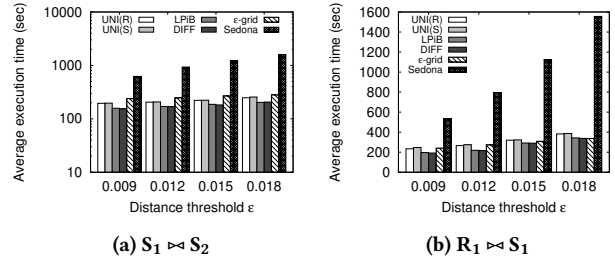 Average execution time (sec)
10000
1000
100
10
UNI(R)
UNI(S)
LPiB
DIFF
ε-grid
Sedona
0.009 0.012 0.015 0.018
Distance threshold ε
(a) S₁ ⋈ S₂
Average execution time (sec)
1600
1400
1200
1000
800
600
400
200
0
UNI(R)
UNI(S)
LPiB
DIFF
ε-grid
Sedona
0.009 0.012 0.015 0.018
Distance threshold ε
(b) R₁ ⋈ S₁